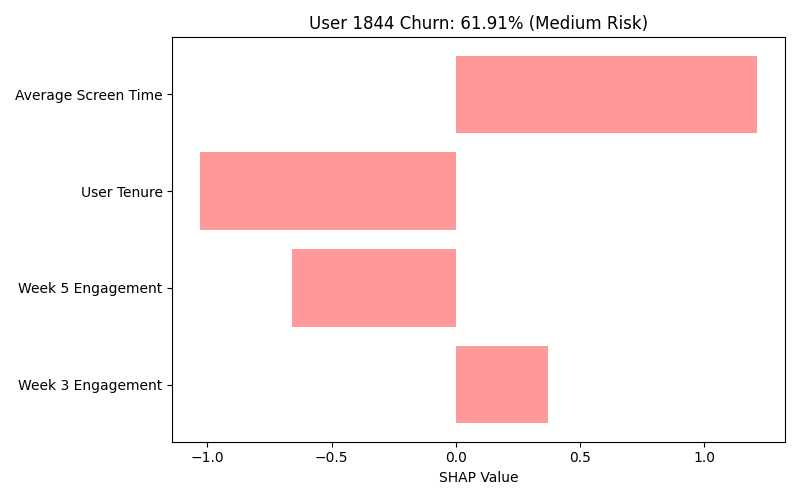 User 1844 Churn: 61.91% (Medium Risk)
Average Screen Time
User Tenure
Week 5 Engagement
Week 3 Engagement
−1.0 −0.5 0.0 0.5 1.0
SHAP Value